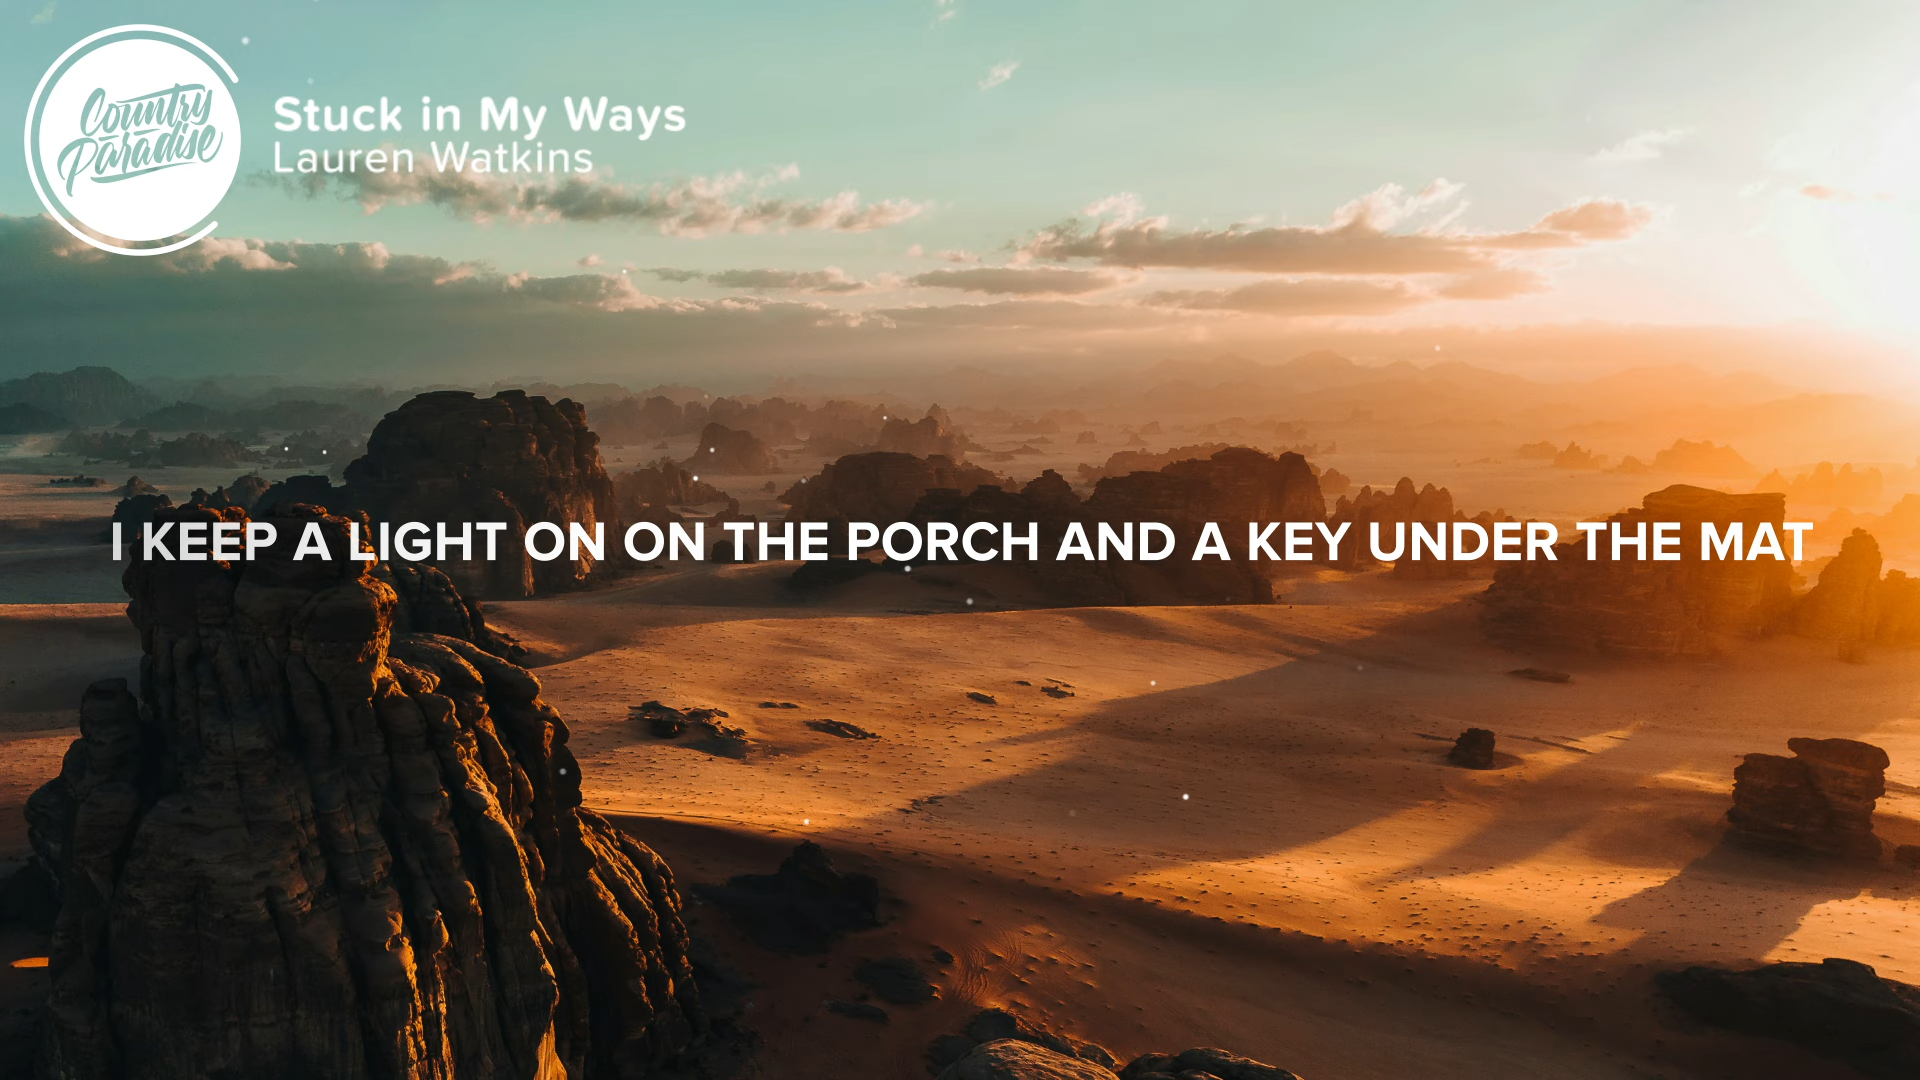 Country
Paradise
Stuck in My Ways
Lauren Watkins
I KEEP A LIGHT ON ON THE PORCH AND A KEY UNDER THE MAT